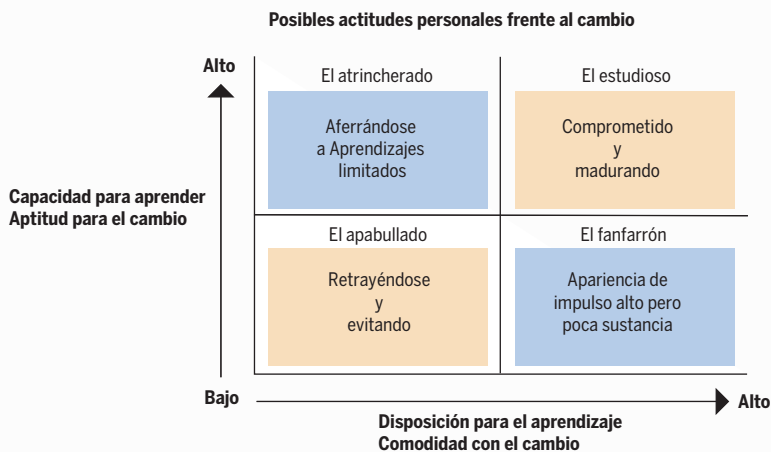 Posibles actitudes personales frente al cambio
Alto
El atrincherado
El estudioso
Aferrándose
a Aprendizajes
limitados
Comprometido
y
madurando
Capacidad para aprender
Aptitud para el cambio
El apabullado
El fanfarrón
Retrayéndose
y
evitando
Apariencia de
impulso alto pero
poca sustancia
Bajo
Alto
Disposición para el aprendizaje
Comodidad con el cambio